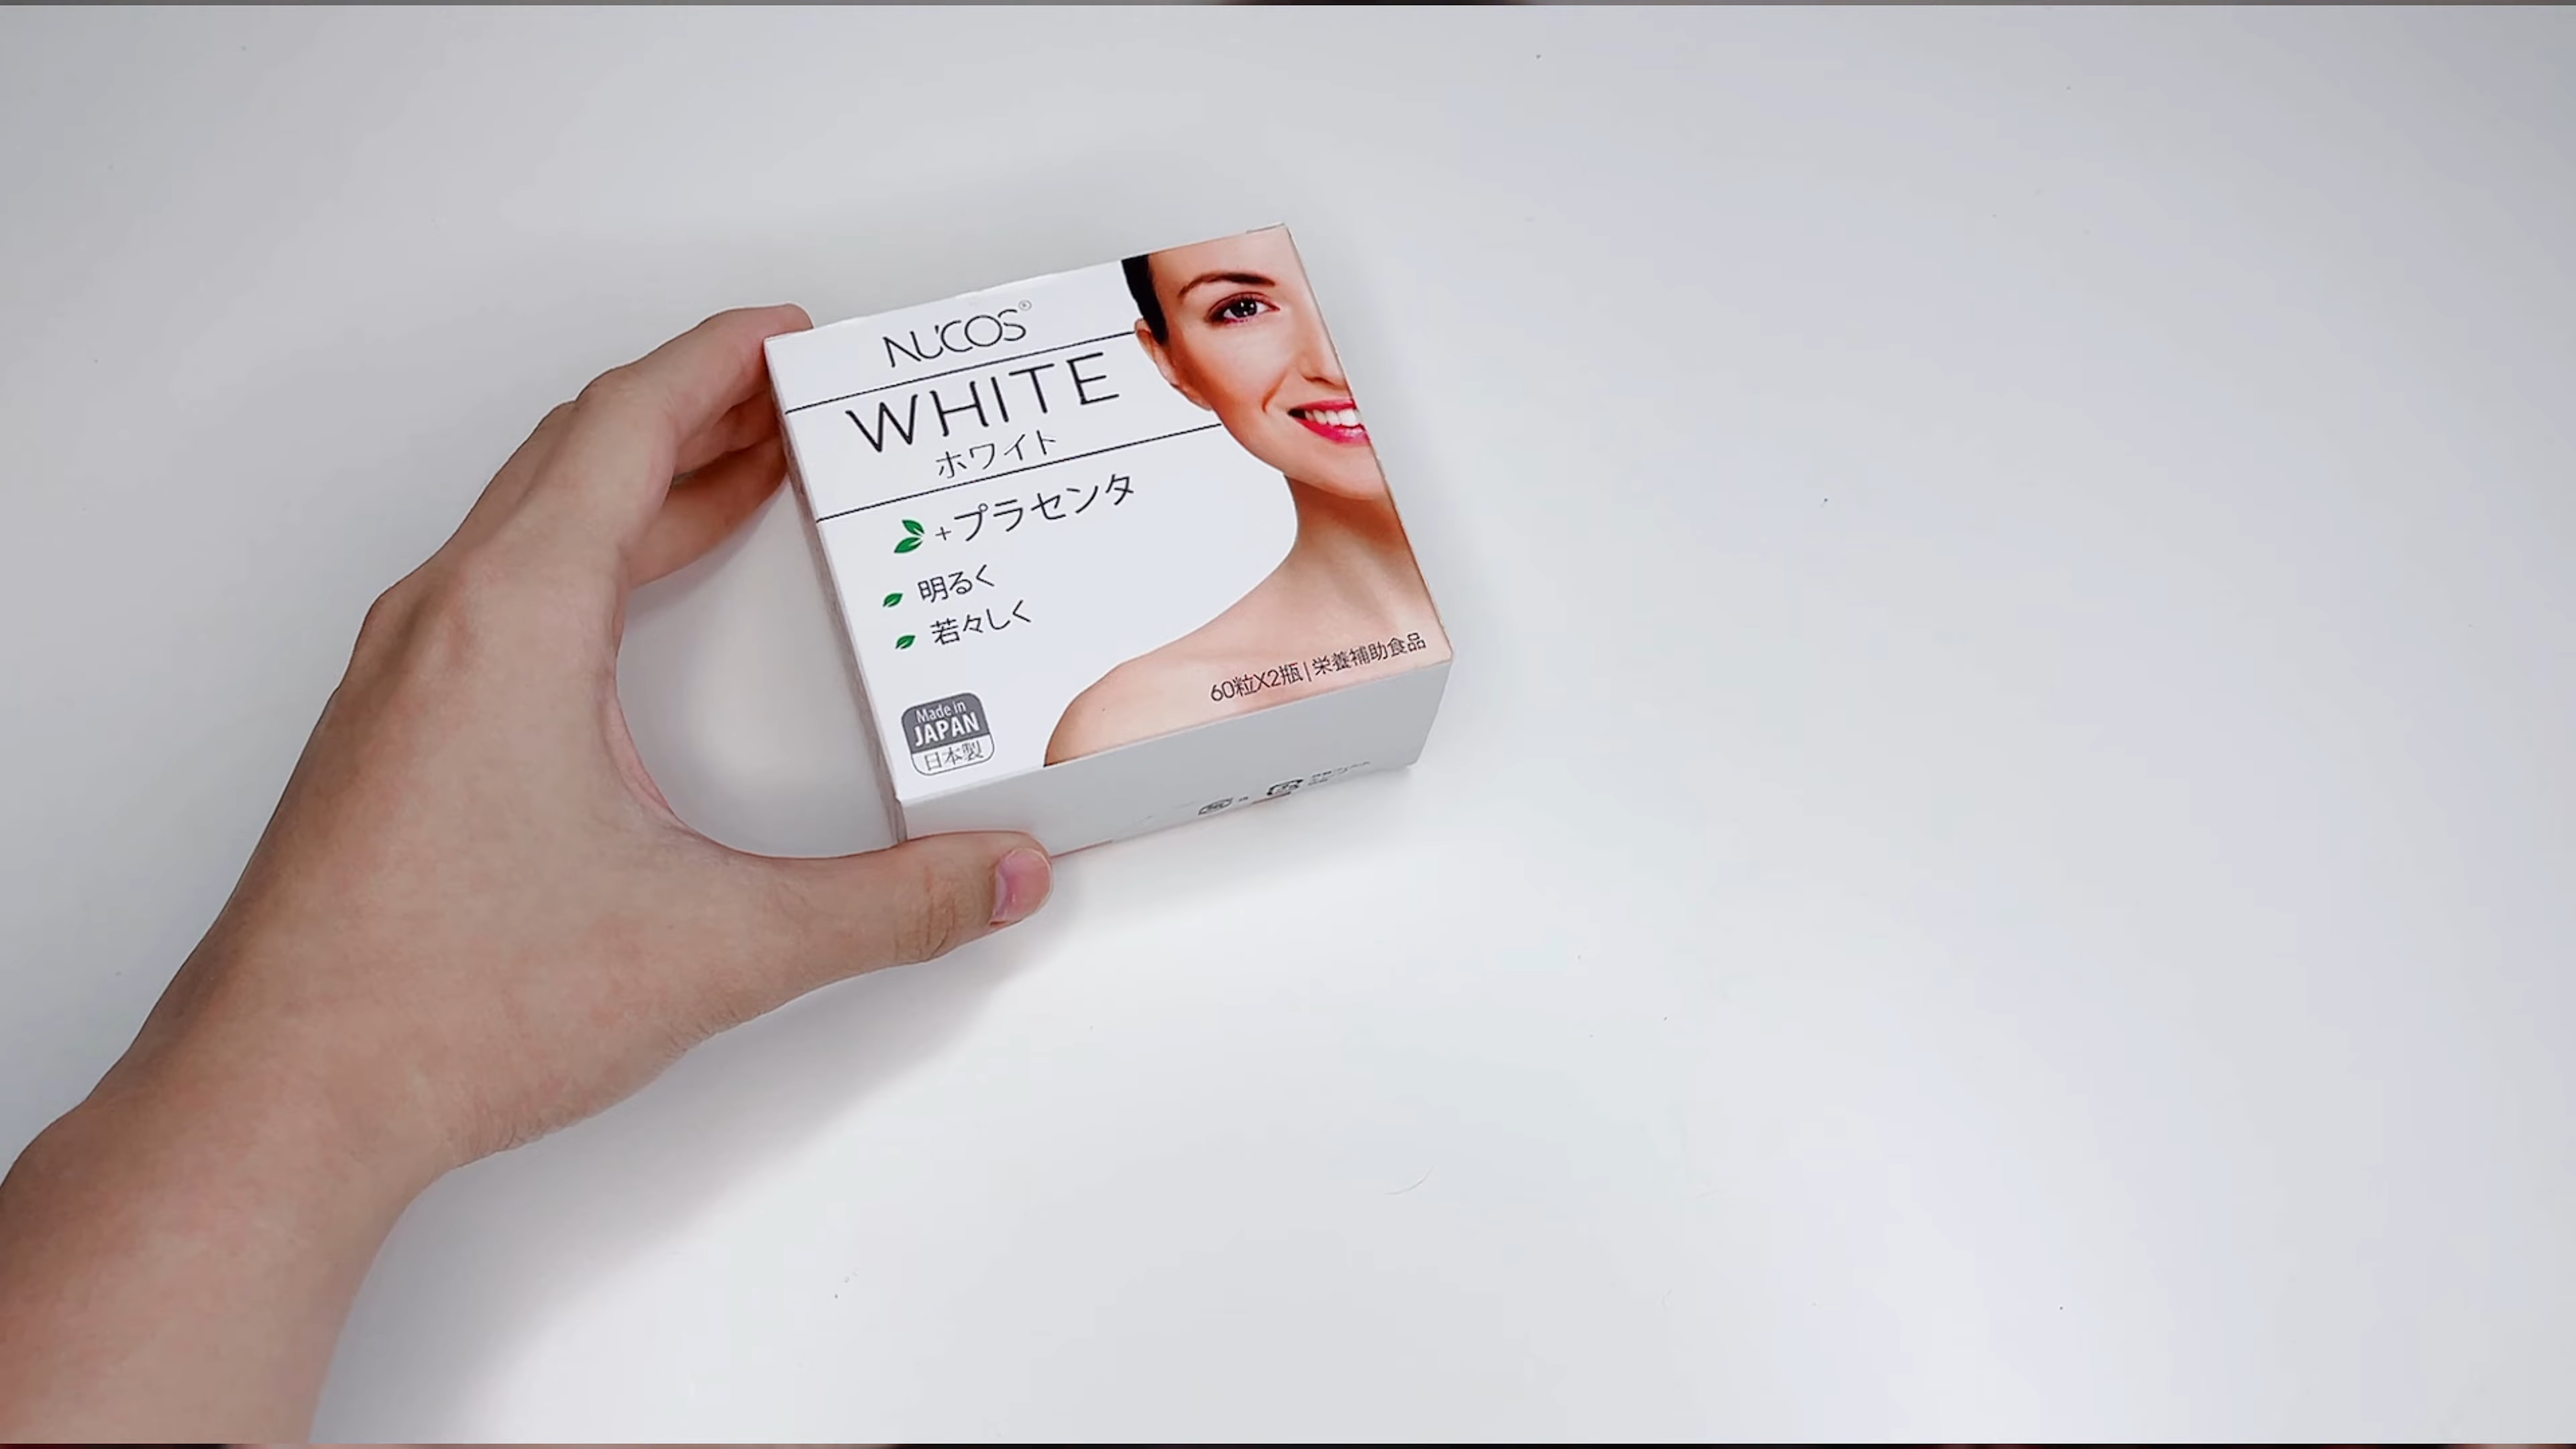 NUCOS®
WHITE
ホワイト
+プラセンタ
明るく
若々しく
60粒X2瓶 | 栄養補助食品
Made in
JAPAN
日本製